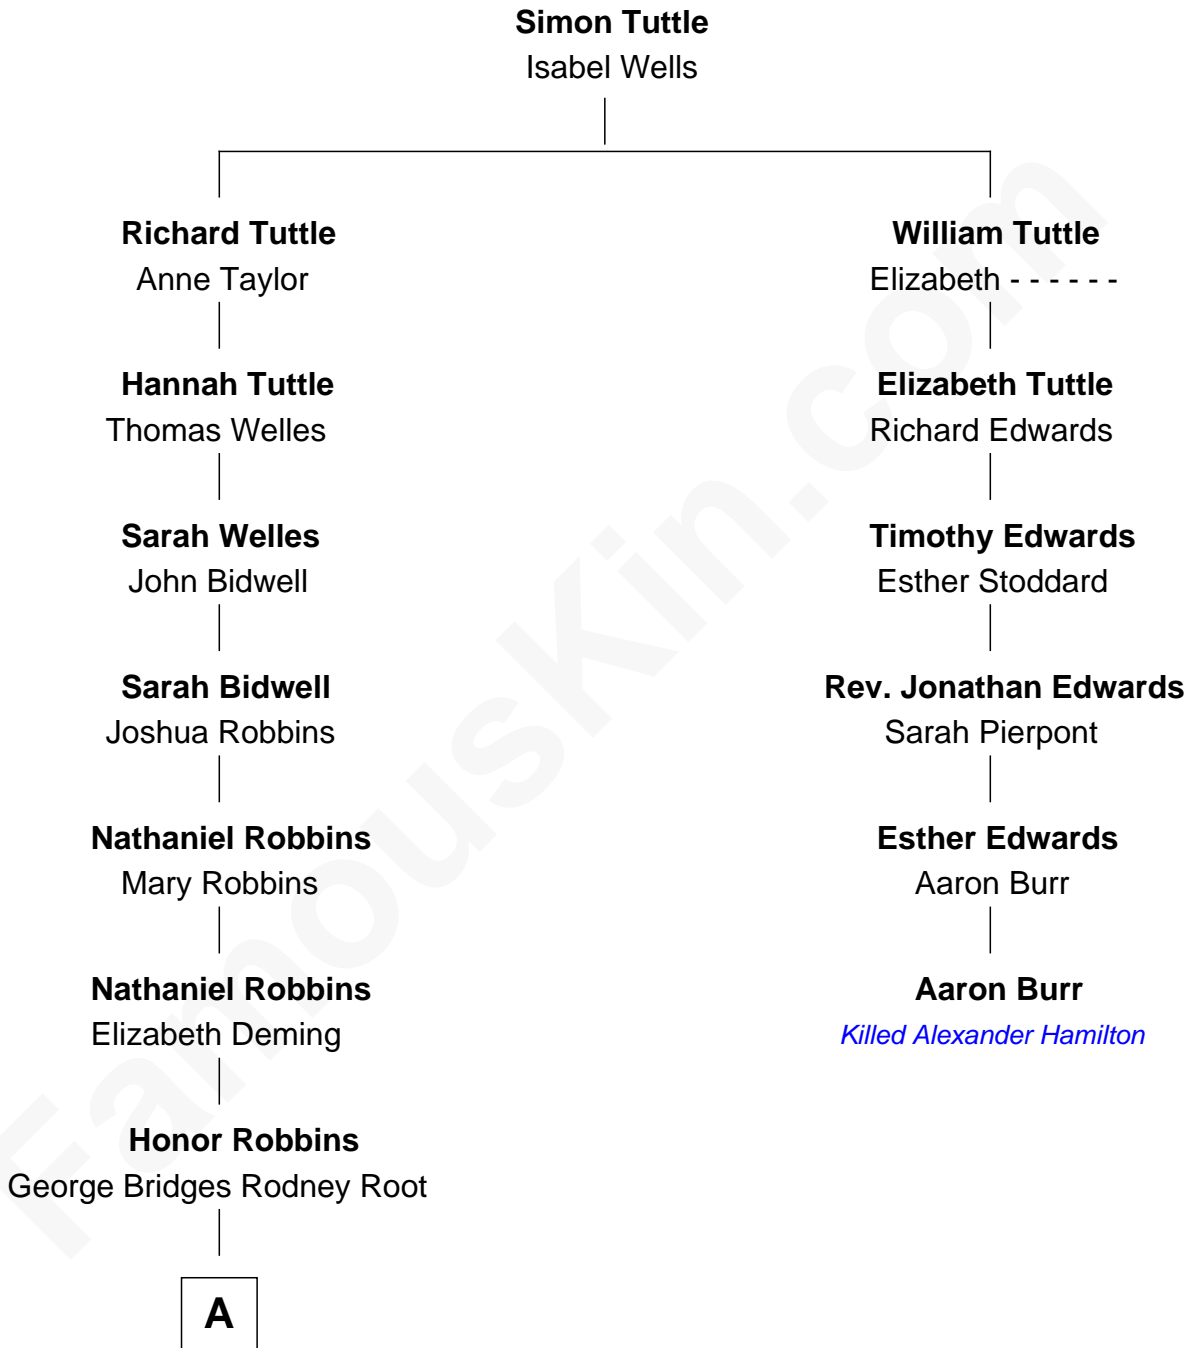 Simon Tuttle
Isabel Wells
Richard Tuttle
Anne Taylor
William Tuttle
Elizabeth - - - - - -
Hannah Tuttle
Thomas Welles
Elizabeth Tuttle
Richard Edwards
Sarah Welles
John Bidwell
Timothy Edwards
Esther Stoddard
Sarah Bidwell
Joshua Robbins
Rev. Jonathan Edwards
Sarah Pierpont
Nathaniel Robbins
Mary Robbins
Esther Edwards
Aaron Burr
Nathaniel Robbins
Elizabeth Deming
Aaron Burr
Killed Alexander Hamilton
Honor Robbins
George Bridges Rodney Root
A
FamousKin.com